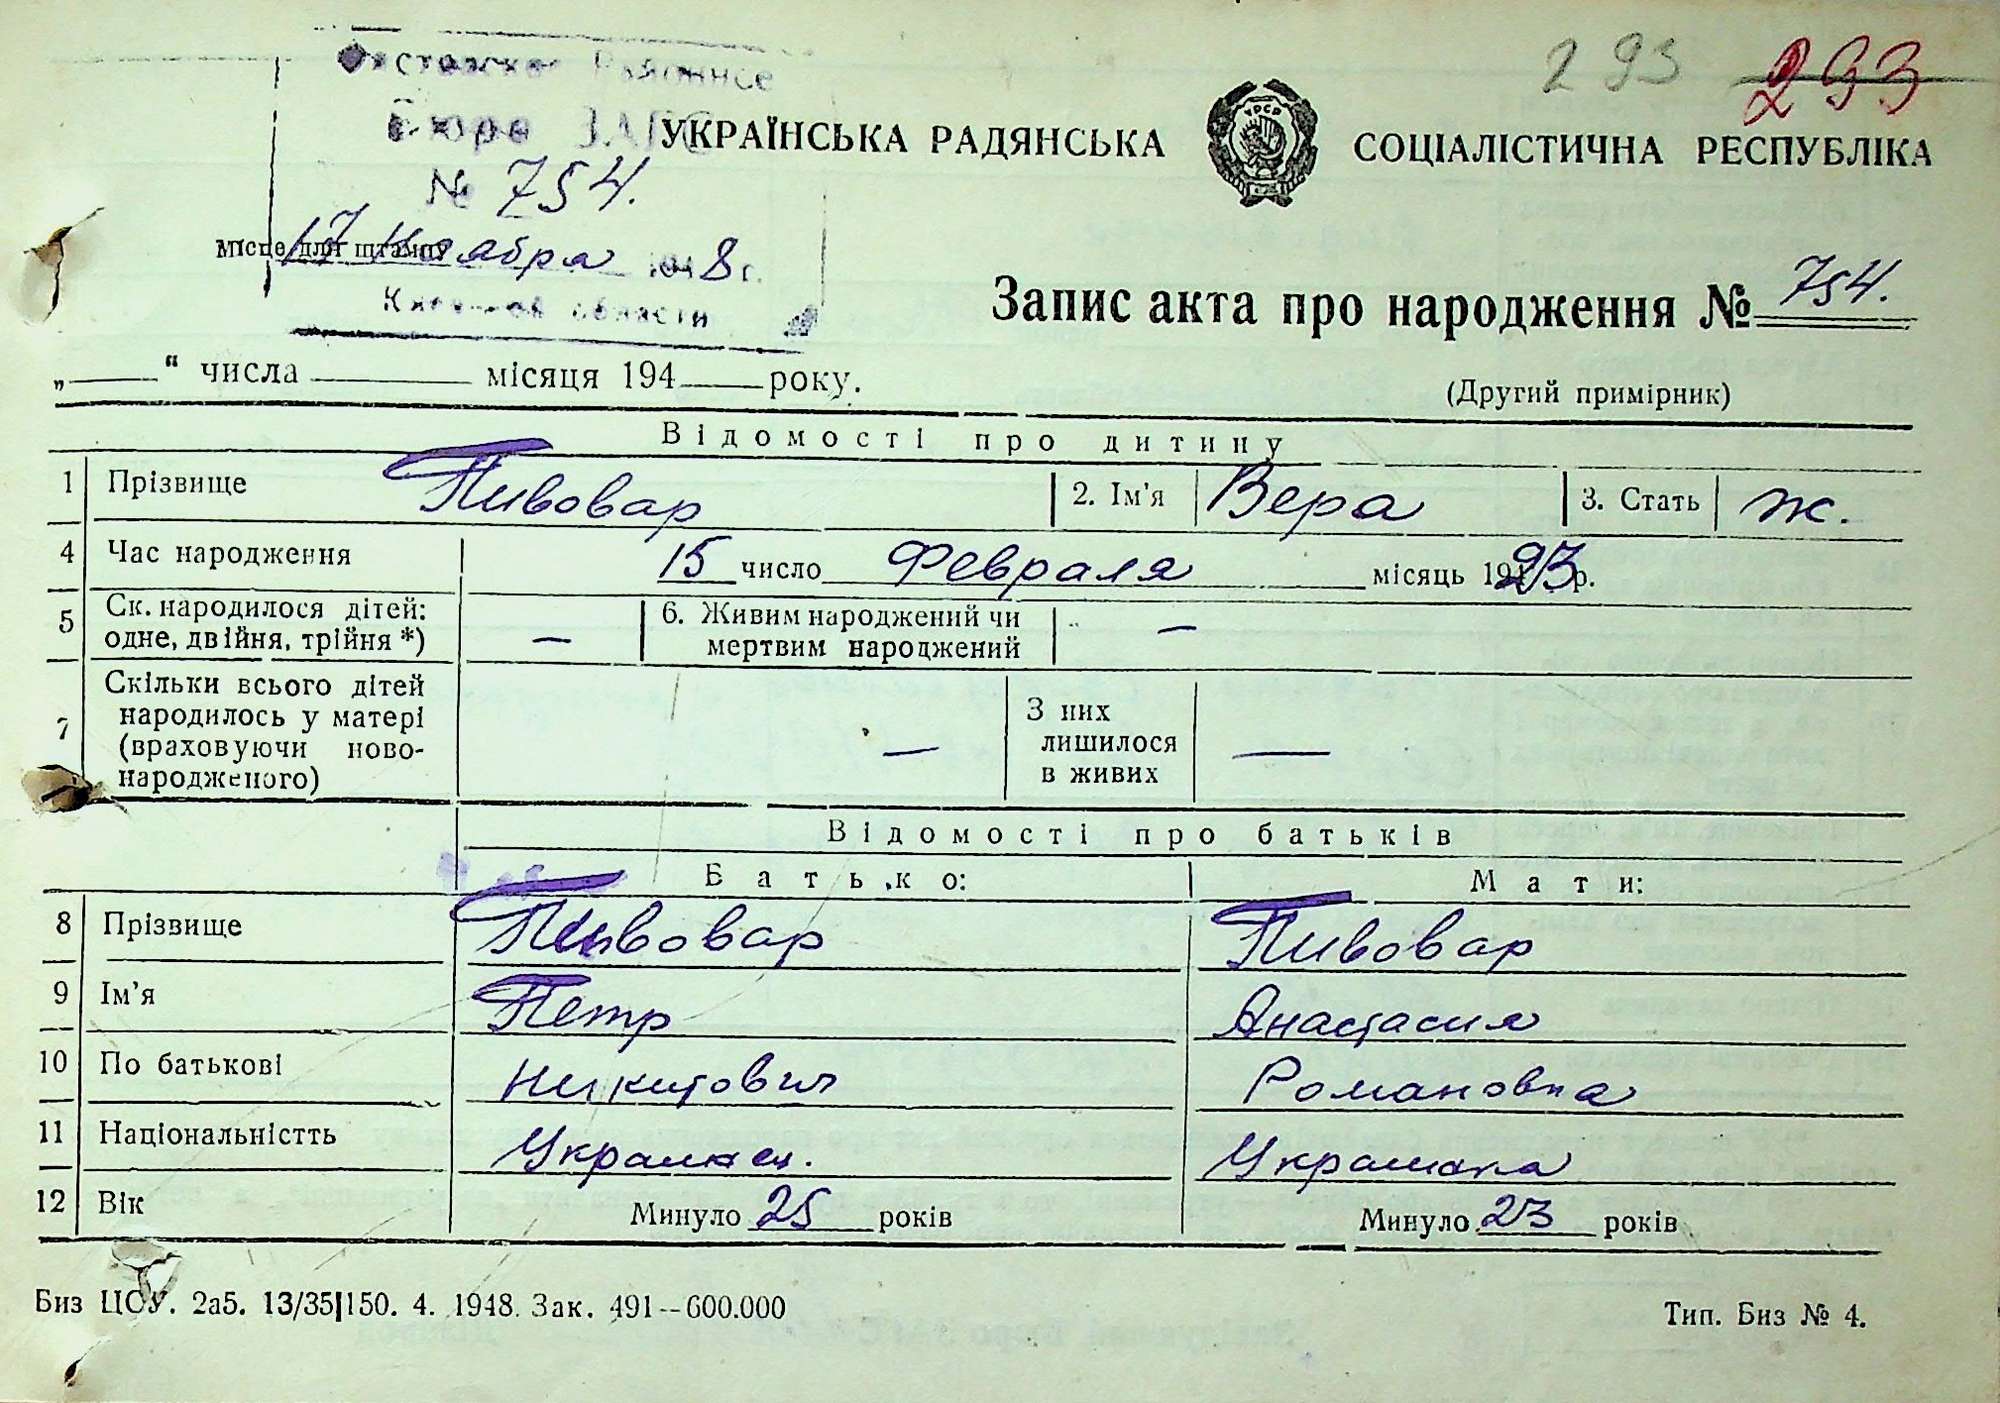 293 293
Районнсе
Бюро ЗАГС
УКРАЇНСЬКА РАДЯНСЬКА СОЦІАЛІСТИЧНА РЕСПУБЛІКА
№ 754.
місце для штампу
17 Ноября 1948 г.
области
Запис акта про народження № 754.
„ “ числа місяця 194 року.
(Другий примірник)
Відомості про дитину
1 Прізвище Пивовар 2. Ім'я Вера 3. Стать ж.
4 Час народження 15 число Февраля місяць 1923 р.
5 Ск. народилося дітей: одне, двійня, трійня *) — 6. Живим народжений чи мертвим народжений —
7 Скільки всього дітей народилось у матері (враховуючи ново-народженого) — З них лишилося в живих —
Відомості про батьків
Батько: Мати:
8 Прізвище Пивовар Пивовар
9 Ім'я Петр Анастасия
10 По батькові Никитович Романовна
11 Національністть Украинец. Украинка
12 Вік Минуло 25 років Минуло 23 років
Биз ЦОУ. 2а5. 13/35|150. 4. 1948. Зак. 491—600.000 Тип. Биз № 4.